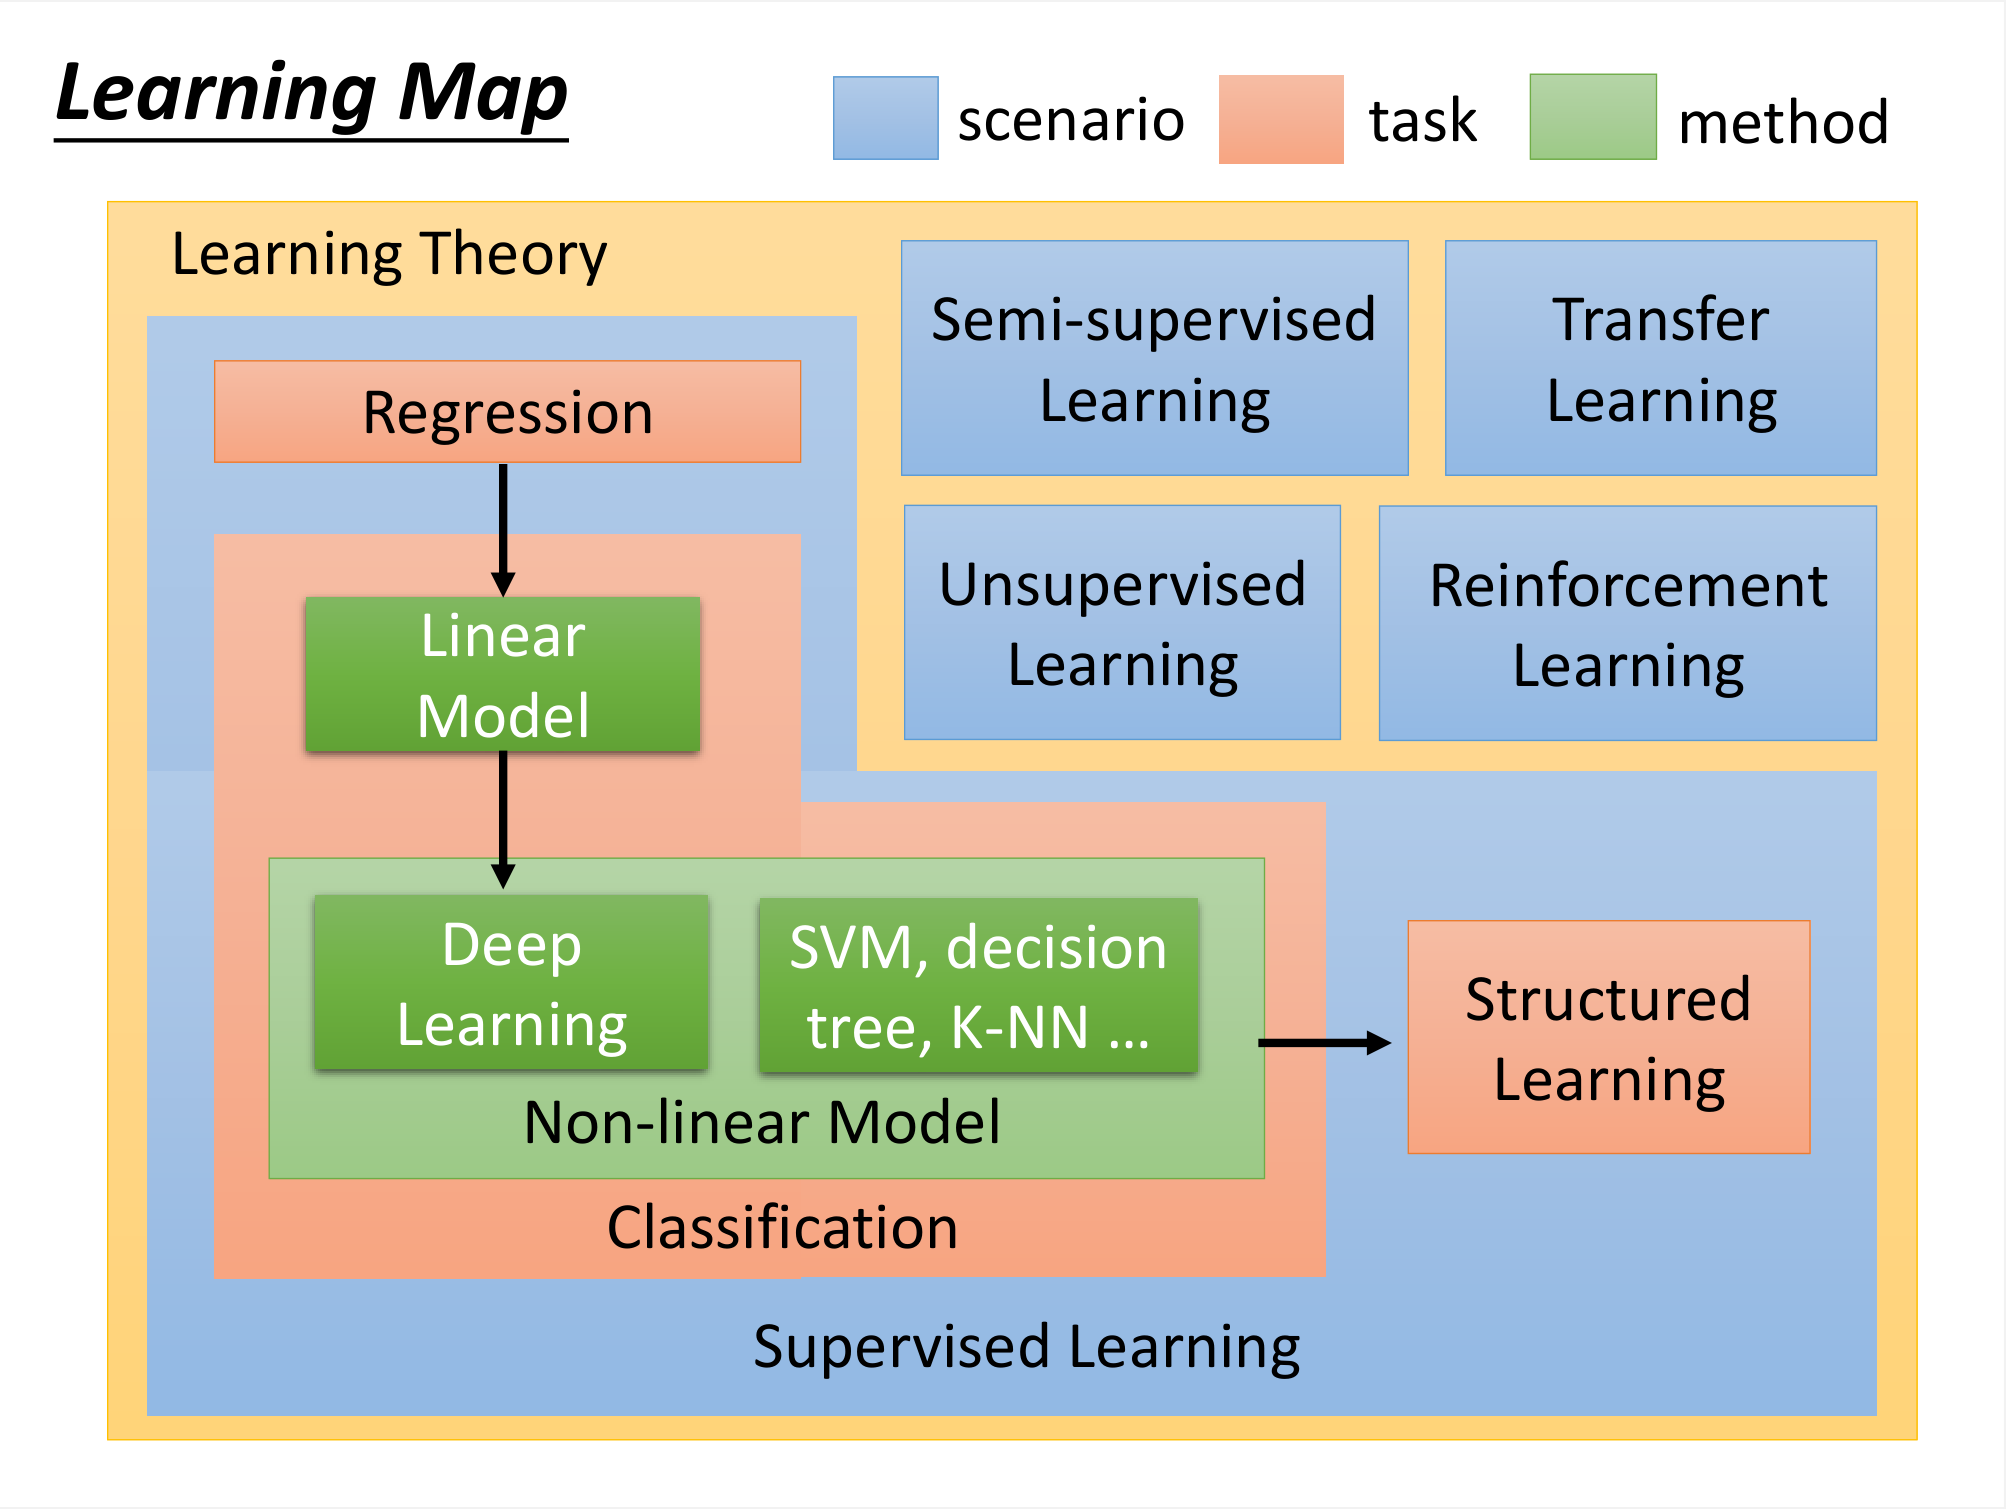 Learning Map
scenario
task
method
Learning Theory
Semi-supervised
Learning
Transfer
Learning
Regression
Unsupervised
Learning
Reinforcement
Learning
Linear
Model
Deep
Learning
SVM, decision
tree, K-NN ...
Non-linear Model
Structured
Learning
Classification
Supervised Learning